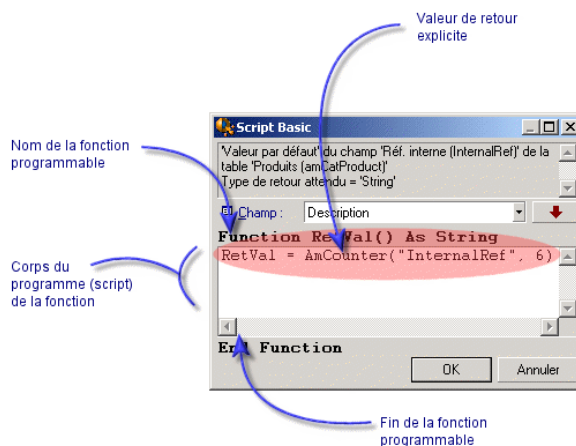 Valeur de retour
explicite
Script Basic
Nom de la fonction
programmable
'Valeur par défaut' du champ 'Réf. interne (InternalRef)' de la
table 'Produits (amCatProduct)'
Type de retour attendu = 'String'
Champ : Description
Function RetVal() As String
RetVal = AmCounter("InternalRef", 6)
Corps du
programme (script)
de la fonction
End Function
OK Annuler
Fin de la fonction
programmable